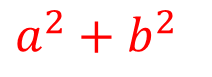 a² + b²